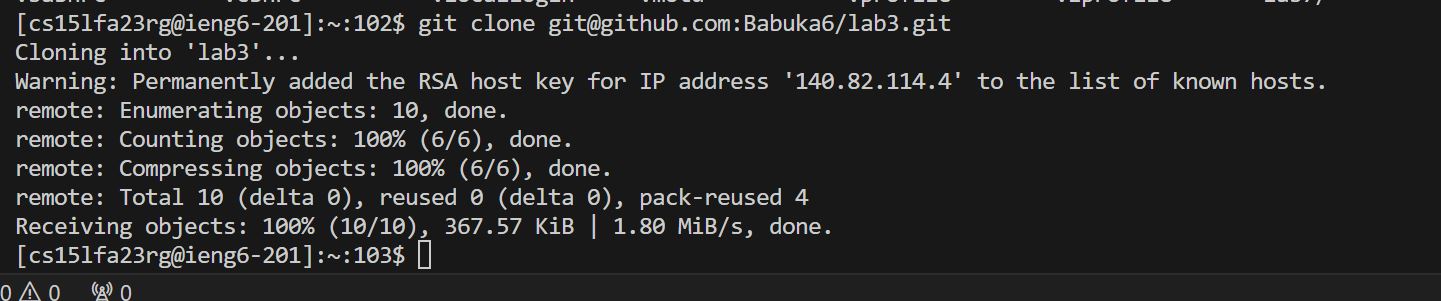 [cs15lfa23rg@ieng6-201]:~:102$ git clone git@github.com:Babuka6/lab3.git
Cloning into 'lab3'...
Warning: Permanently added the RSA host key for IP address '140.82.114.4' to the list of known hosts.
remote: Enumerating objects: 10, done.
remote: Counting objects: 100% (6/6), done.
remote: Compressing objects: 100% (6/6), done.
remote: Total 10 (delta 0), reused 0 (delta 0), pack-reused 4
Receiving objects: 100% (10/10), 367.57 KiB | 1.80 MiB/s, done.
[cs15lfa23rg@ieng6-201]:~:103$
0 0 0